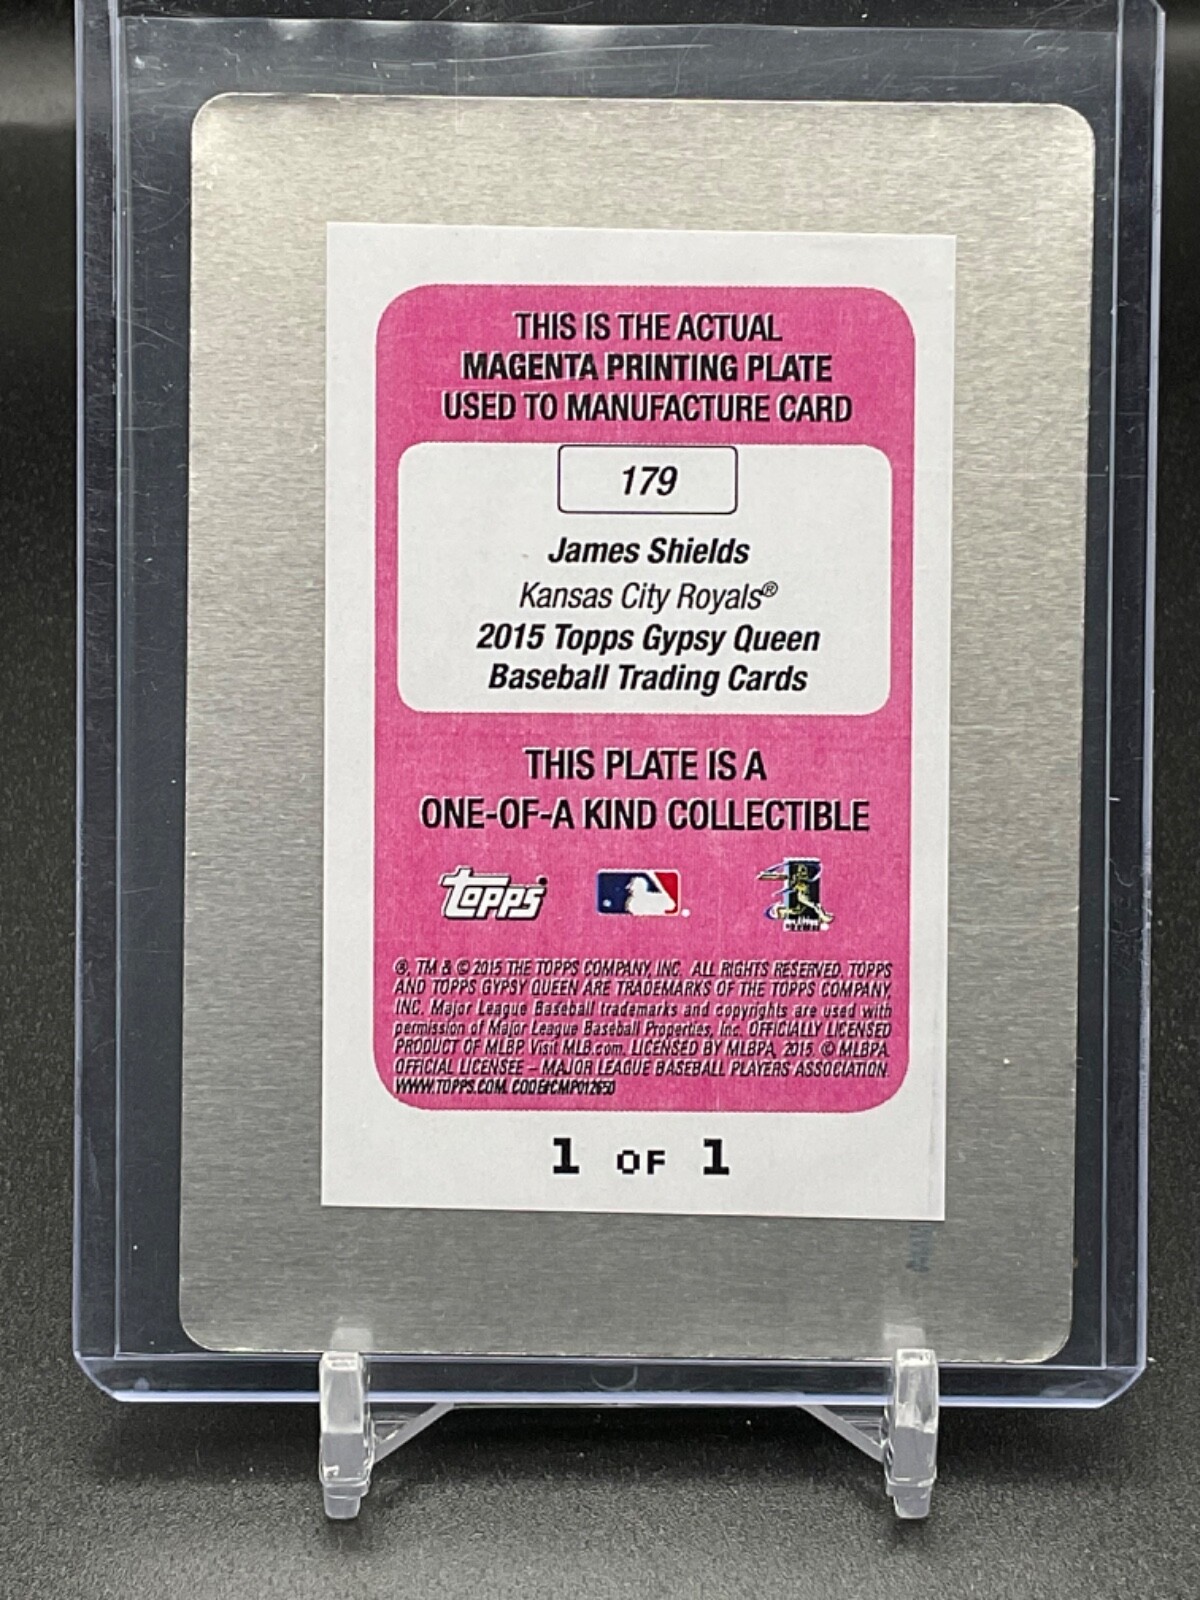 THIS IS THE ACTUAL
MAGENTA PRINTING PLATE
USED TO MANUFACTURE CARD
179
James Shields
Kansas City Royals®
2015 Topps Gypsy Queen
Baseball Trading Cards
THIS PLATE IS A
ONE-OF-A KIND COLLECTIBLE
TOPPS
®, TM & © 2015 THE TOPPS COMPANY, INC. ALL RIGHTS RESERVED. TOPPS
AND TOPPS GYPSY QUEEN ARE TRADEMARKS OF THE TOPPS COMPANY,
INC. Major League Baseball trademarks and copyrights are used with
permission of Major League Baseball Properties, Inc. OFFICIALLY LICENSED
PRODUCT OF MLBP Visit MLB.com. LICENSED BY MLBPA, 2015. © MLBPA
OFFICIAL LICENSEE – MAJOR LEAGUE BASEBALL PLAYERS ASSOCIATION.
WWW.TOPPS.COM. CODE#CMP012650
1 OF 1